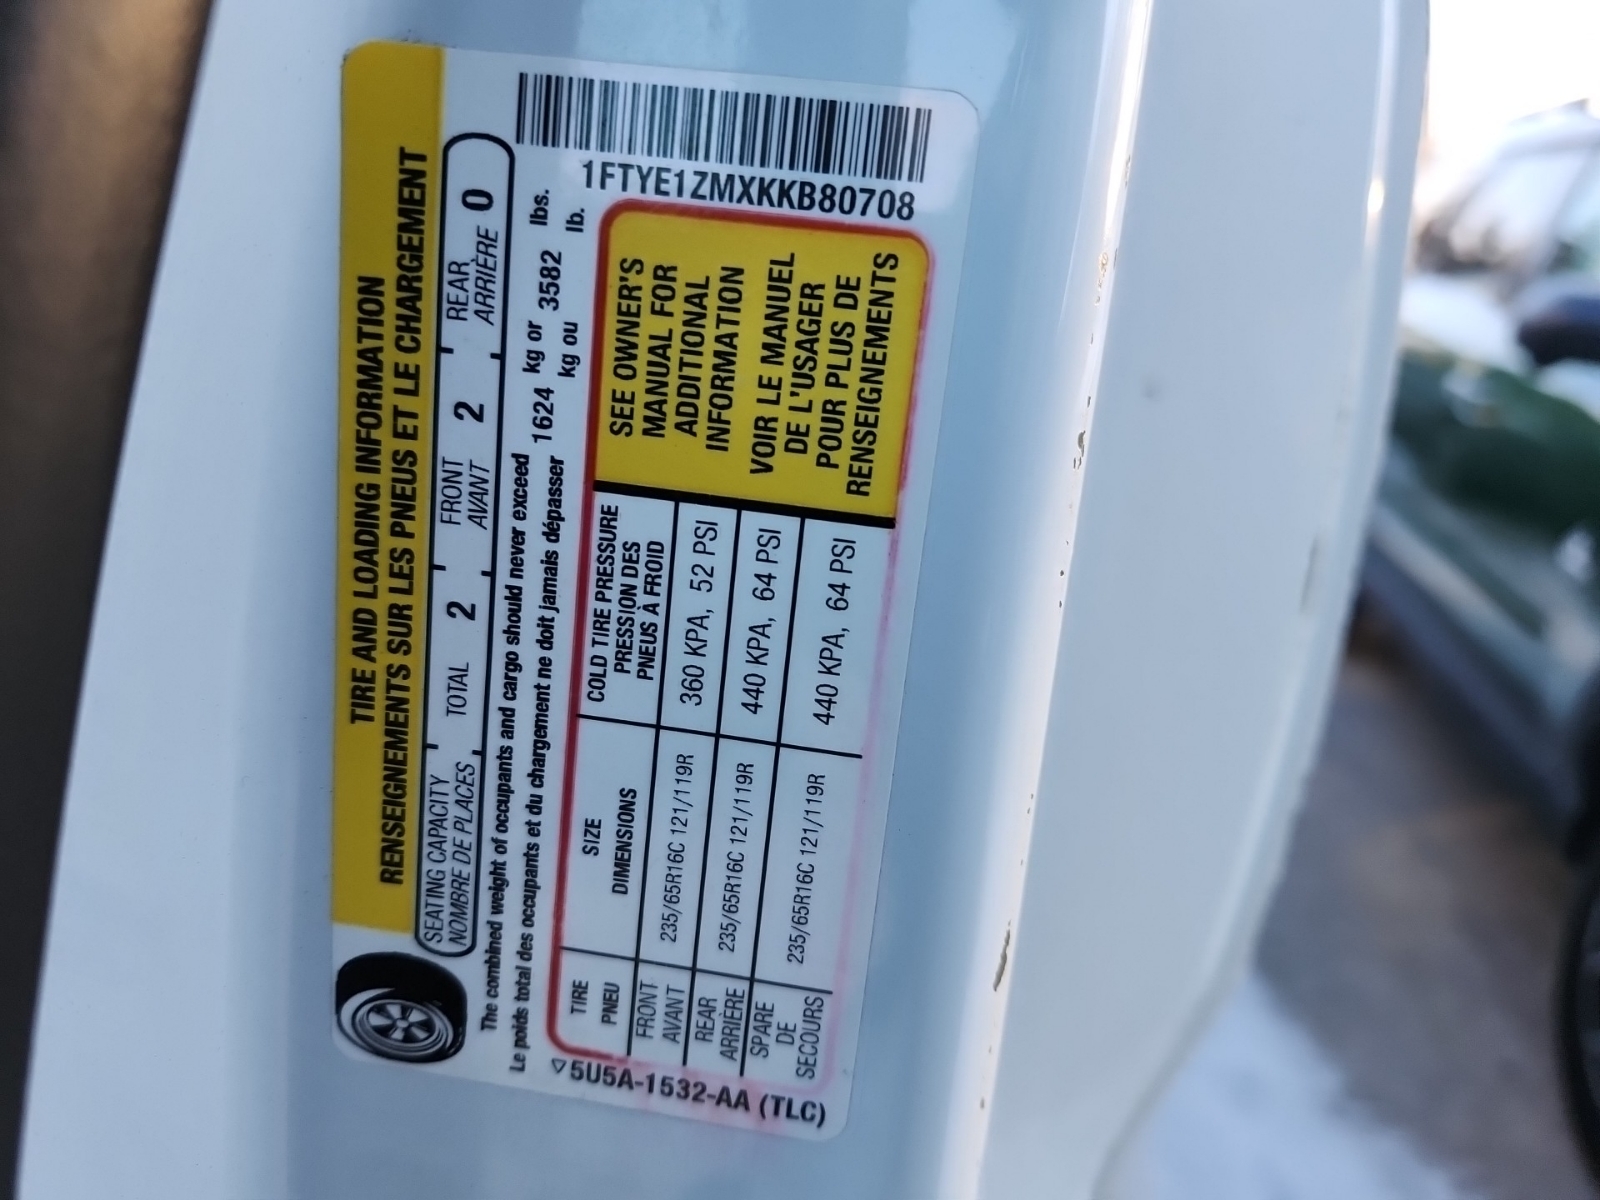 TIRE AND LOADING INFORMATION
RENSEIGNEMENTS SUR LES PNEUS ET LE CHARGEMENT
SEATING CAPACITY TOTAL 2 FRONT 2 REAR 0
NOMBRE DE PLACES AVANT ARRIÈRE
The combined weight of occupants and cargo should never exceed 1624 kg or 3582 lbs.
Le poids total des occupants et du chargement ne doit jamais dépasser kg ou lb.
1FTYE1ZMXKKB80708
TIRE SIZE COLD TIRE PRESSURE
PNEU DIMENSIONS PRESSION DES
PNEUS À FROID
FRONT 235/65R16C 121/119R 360 KPA, 52 PSI
AVANT
REAR 235/65R16C 121/119R 440 KPA, 64 PSI
ARRIÈRE
SPARE 235/65R16C 121/119R 440 KPA, 64 PSI
DE
SECOURS
SEE OWNER'S
MANUAL FOR
ADDITIONAL
INFORMATION
VOIR LE MANUEL
DE L'USAGER
POUR PLUS DE
RENSEIGNEMENTS
5U5A-1532-AA (TLC)